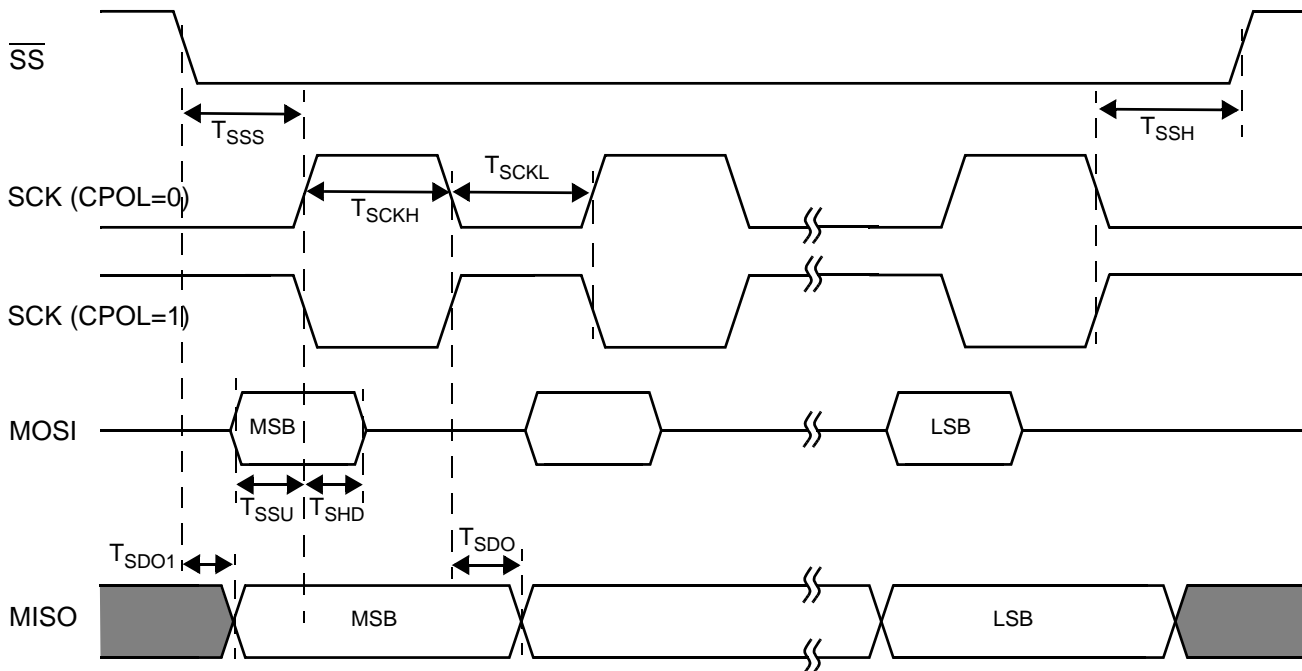 SS
TSSS
TSSH
SCK (CPOL=0)
TSCKH
TSCKL
SCK (CPOL=1)
MOSI
MSB
LSB
TSSU
TSHD
TSDO1
TSDO
MISO
MSB
LSB